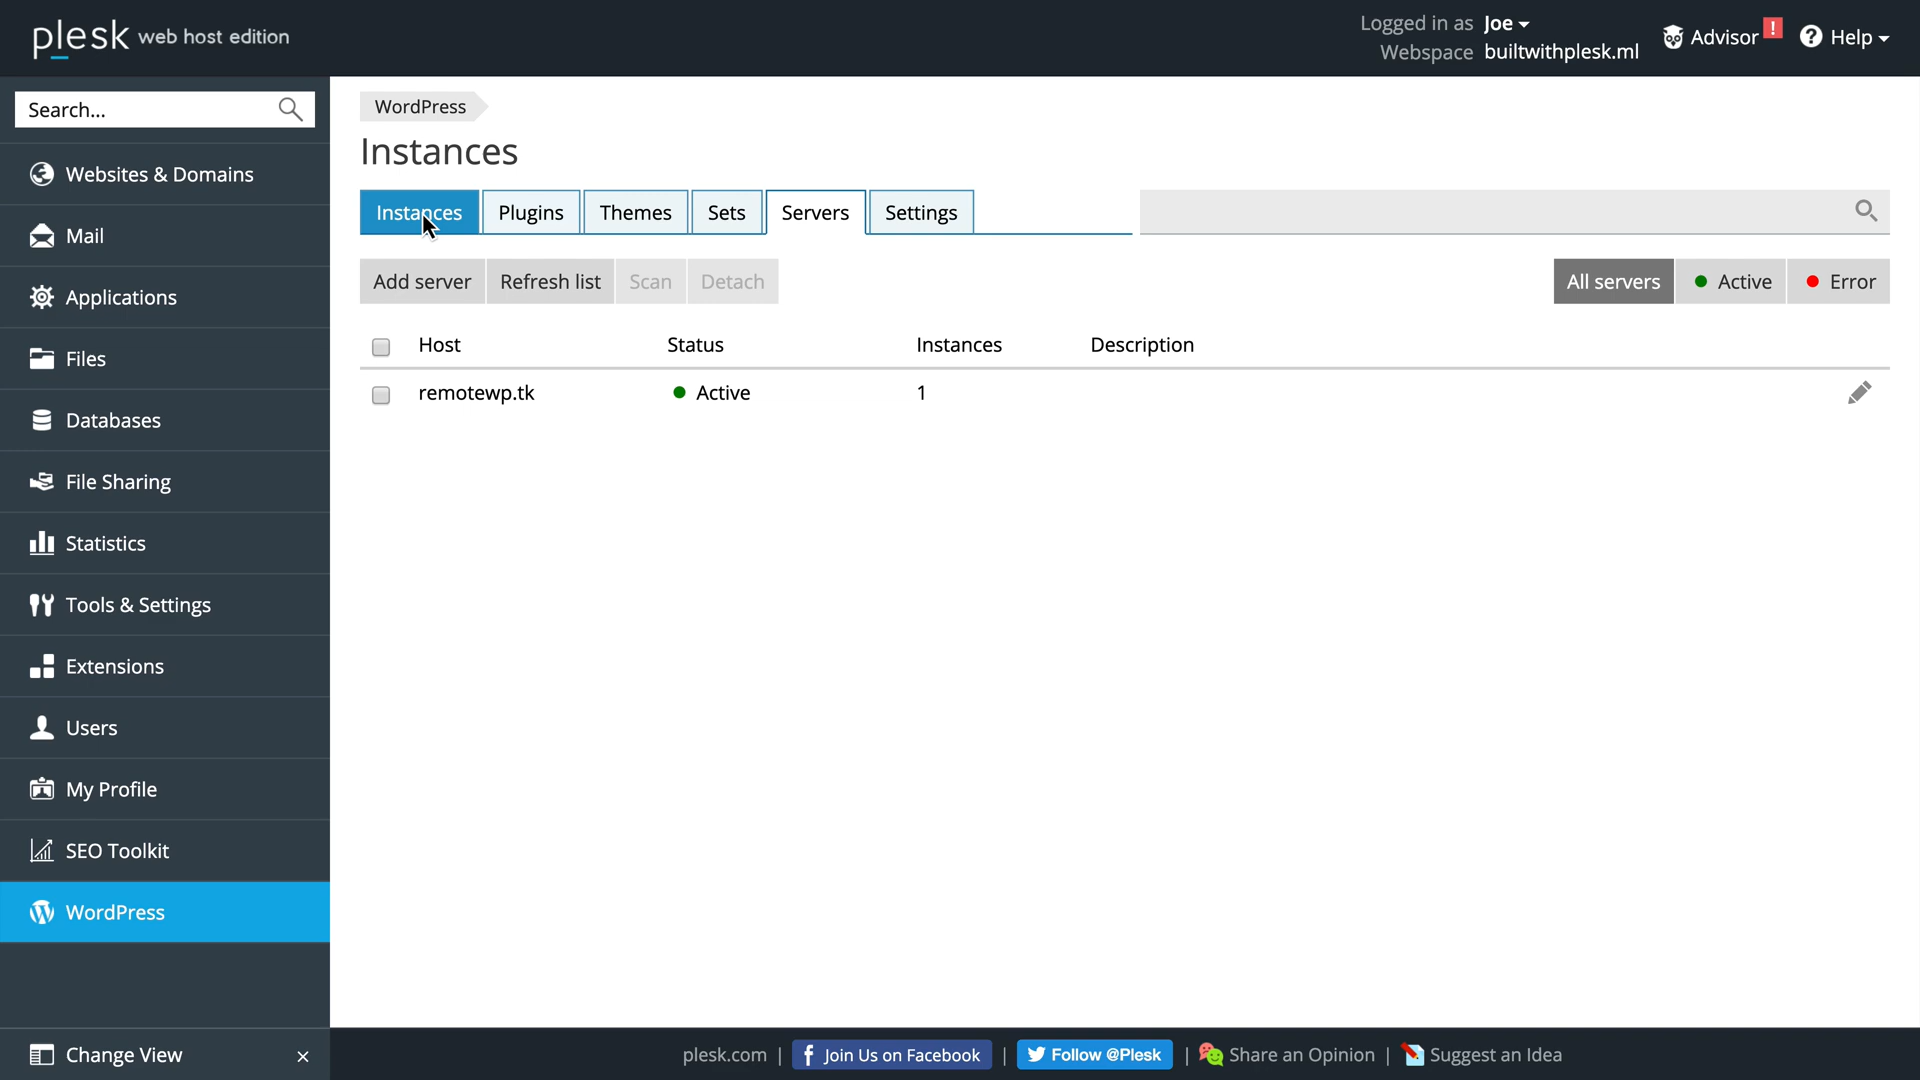 plesk web host edition
Logged in as Joe
Webspace builtwithplesk.ml
Advisor !
? Help
Search...
Websites & Domains
Mail
Applications
Files
Databases
File Sharing
Statistics
Tools & Settings
Extensions
Users
My Profile
SEO Toolkit
WordPress
Change View ×
WordPress
Instances
Instances Plugins Themes Sets Servers Settings
Add server Refresh list Scan Detach All servers Active Error
Host Status Instances Description
remotewp.tk Active 1
plesk.com | Join Us on Facebook | Follow @Plesk | Share an Opinion | Suggest an Idea